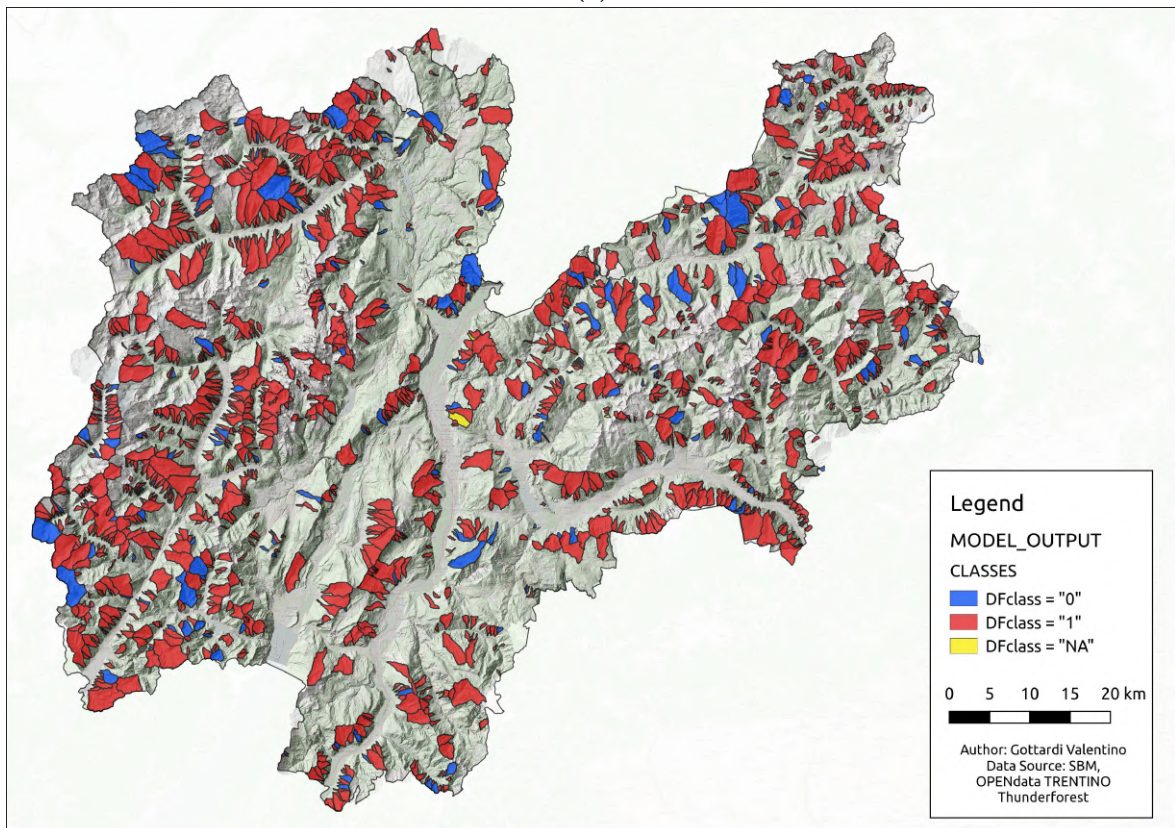 Legend
MODEL_OUTPUT
CLASSES
DFclass = "0"
DFclass = "1"
DFclass = "NA"
0 5 10 15 20 km
Author: Gottardi Valentino
Data Source: SBM,
OPENdata TRENTINO
Thunderforest